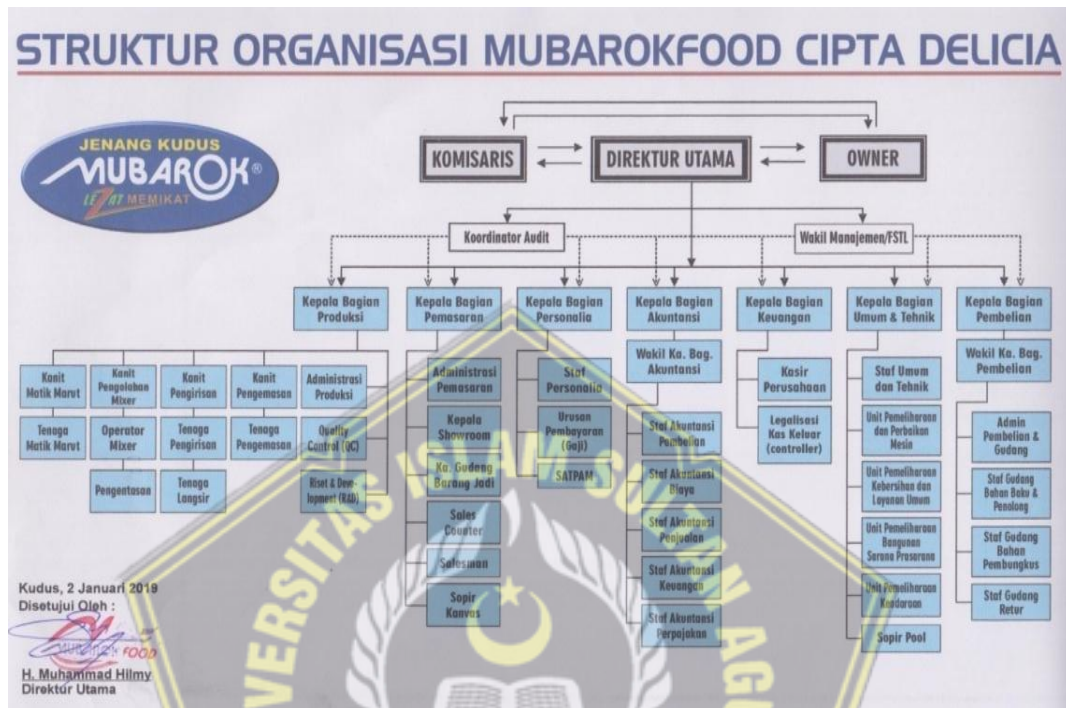 STRUKTUR ORGANISASI MUBAROKFOOD CIPTA DELICIA
JENANG KUDUS
MUBAROK®
LEZAT MEMIKAT
KOMISARIS
DIREKTUR UTAMA
OWNER
Koordinator Audit
Wakil Manajemen/FSTL
Kepala Bagian
Produksi
Kepala Bagian
Pemasaran
Kepala Bagian
Personalia
Kepala Bagian
Akuntansi
Kepala Bagian
Keuangan
Kepala Bagian
Umum & Tehnik
Kepala Bagian
Pembelian
Kanit
Matik Marut
Tenaga
Matik Marut
Kanit
Pengolahan
Mixer
Operator
Mixer
Pengentasan
Kanit
Pengirisan
Tenaga
Pengirisan
Tenaga
Langsir
Kanit
Pengemasan
Tenaga
Pengemasan
Administrasi
Produksi
Quality
Control (QC)
Riset & Deve-
lopment (R&D)
Administrasi
Pemasaran
Kepala
Showroom
Ka. Gudang
Barang Jadi
Sales
Counter
Salesman
Sopir
Kanvas
Staf
Personalia
Urusan
Pembayaran
(Gaji)
SATPAM
Wakil Ka. Bag.
Akuntansi
Staf Akuntansi
Pembelian
Staf Akuntansi
Biaya
Staf Akuntansi
Penjualan
Staf Akuntansi
Keuangan
Staf Akuntansi
Perpajakan
Kasir
Perusahaan
Legalisasi
Kas Keluar
(controller)
Staf Umum
dan Tehnik
Unit Pemeliharaan
dan Perbaikan
Mesin
Unit Pemeliharaan
Kebersihan dan
Layanan Umum
Unit Pemeliharaan
Bangunan
Sarana Prasarana
Unit Pemeliharaan
Kendaraan
Sopir Pool
Wakil Ka. Bag.
Pembelian
Admin
Pembelian &
Gudang
Staf Gudang
Bahan Baku &
Penolong
Staf Gudang
Bahan
Pembungkus
Staf Gudang
Retur
Kudus, 2 Januari 2019
Disetujui Oleh :
MUBAROK FOOD
H. Muhammad Hilmy
Direktur Utama
UNIVERSITAS ISLAM SULTAN AGU